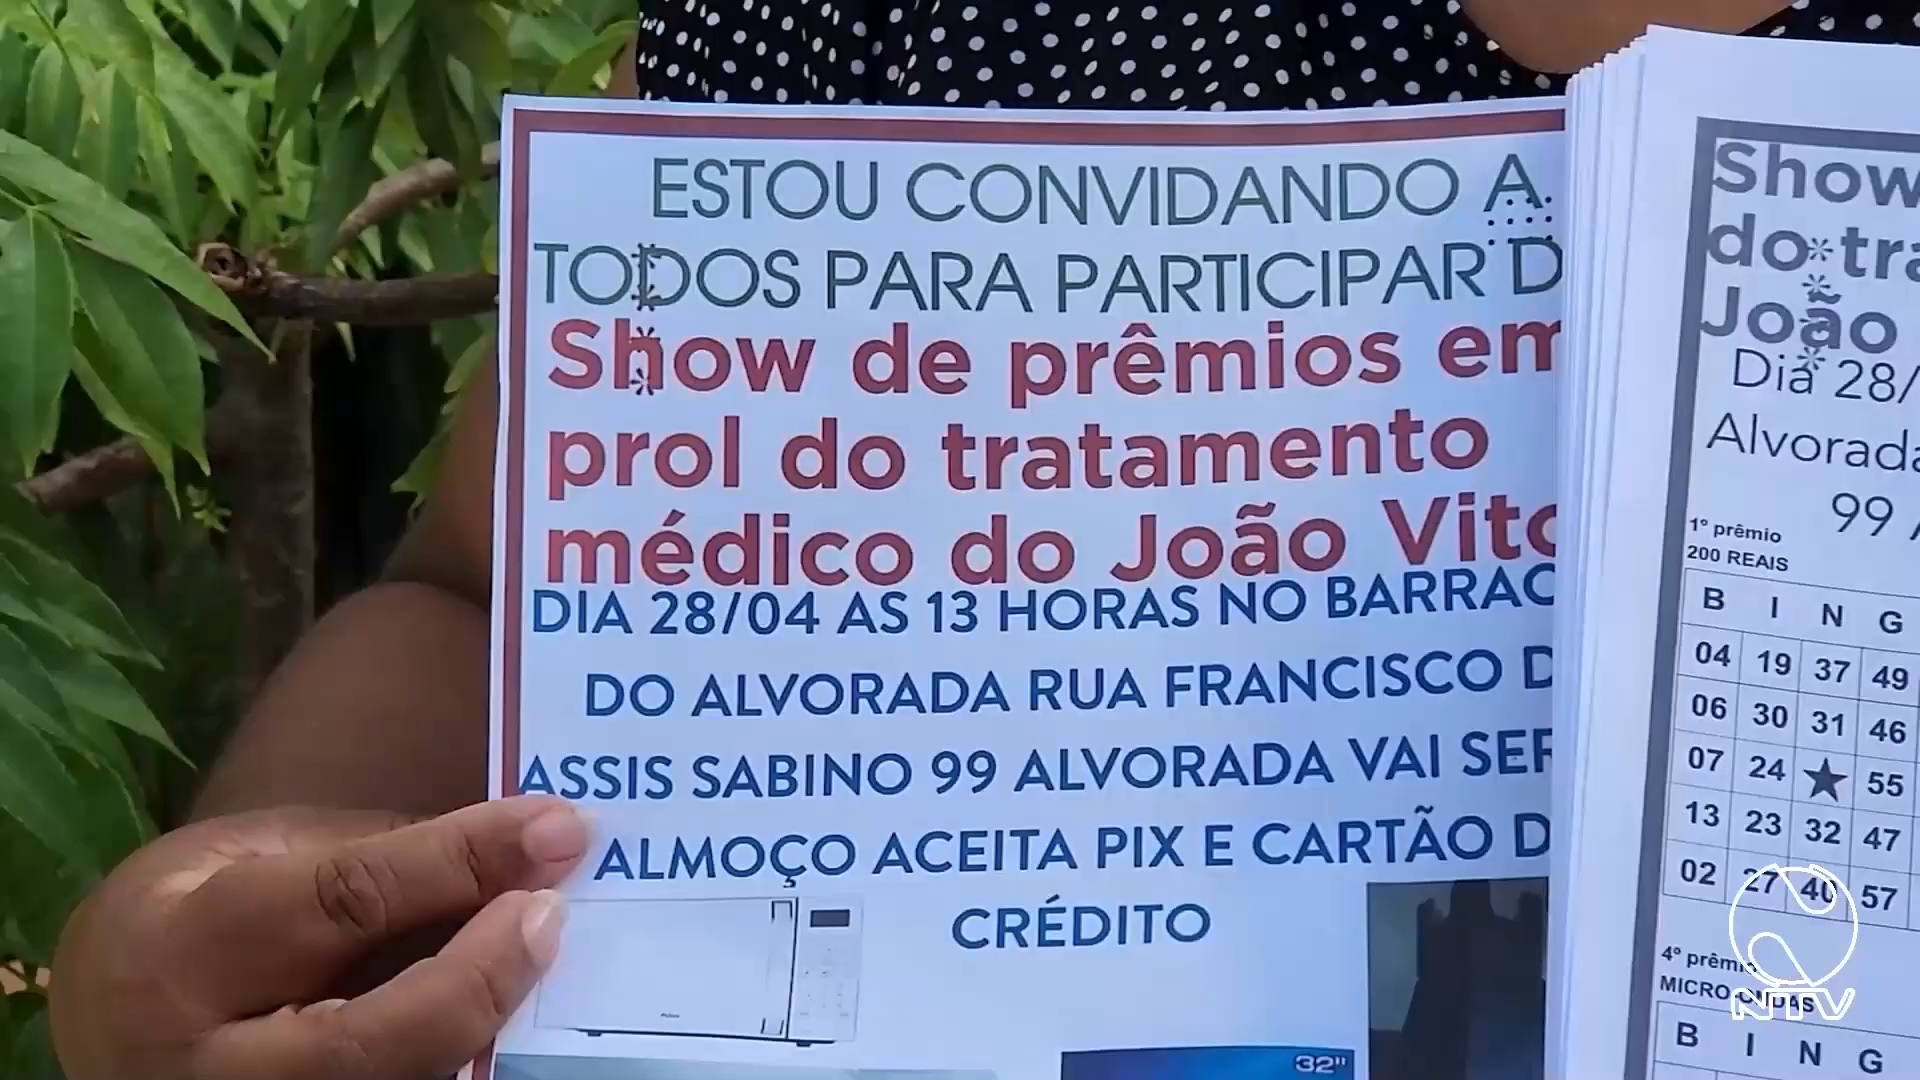 ESTOU CONVIDANDO A
TODOS PARA PARTICIPAR D
Show de prêmios em
prol do tratamento
médico do João Vito
DIA 28/04 AS 13 HORAS NO BARRAC
DO ALVORADA RUA FRANCISCO D
ASSIS SABINO 99 ALVORADA VAI SER
ALMOÇO ACEITA PIX E CARTÃO D
CRÉDITO
32"
Show
do tra
João
Dia 28/
Alvorada
99
1º prêmio
200 REAIS
B I N G
04 19 37 49
06 30 31 46
07 24 ★ 55
13 23 32 47
02 27 40 57
4º prêmio
MICRO-ONDAS
B I N G
NTV